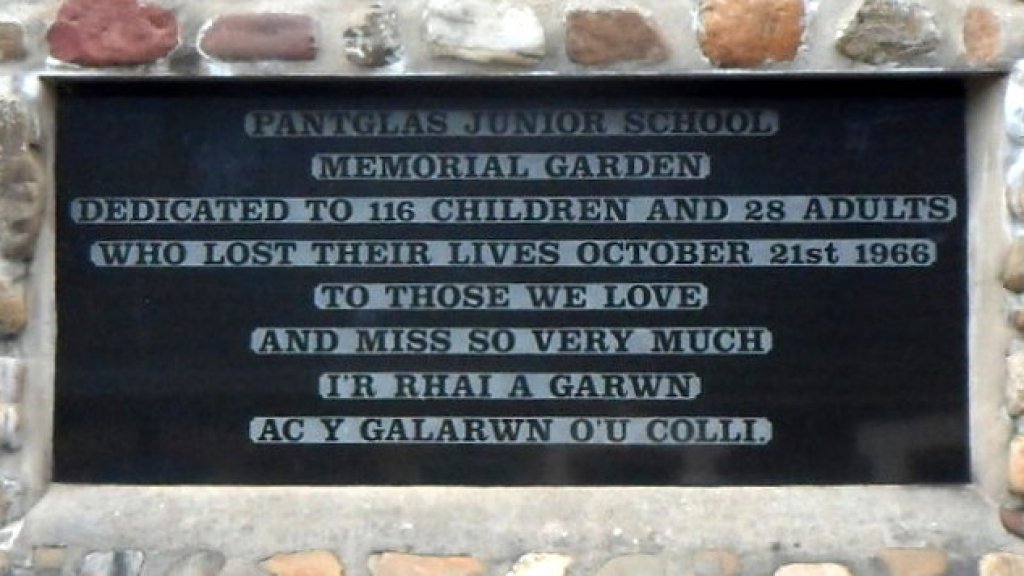 PANTGLAS JUNIOR SCHOOL
MEMORIAL GARDEN
DEDICATED TO 116 CHILDREN AND 28 ADULTS
WHO LOST THEIR LIVES OCTOBER 21st 1966
TO THOSE WE LOVE
AND MISS SO VERY MUCH
I'R RHAI A GARWN
AC Y GALARWN O'U COLLI.